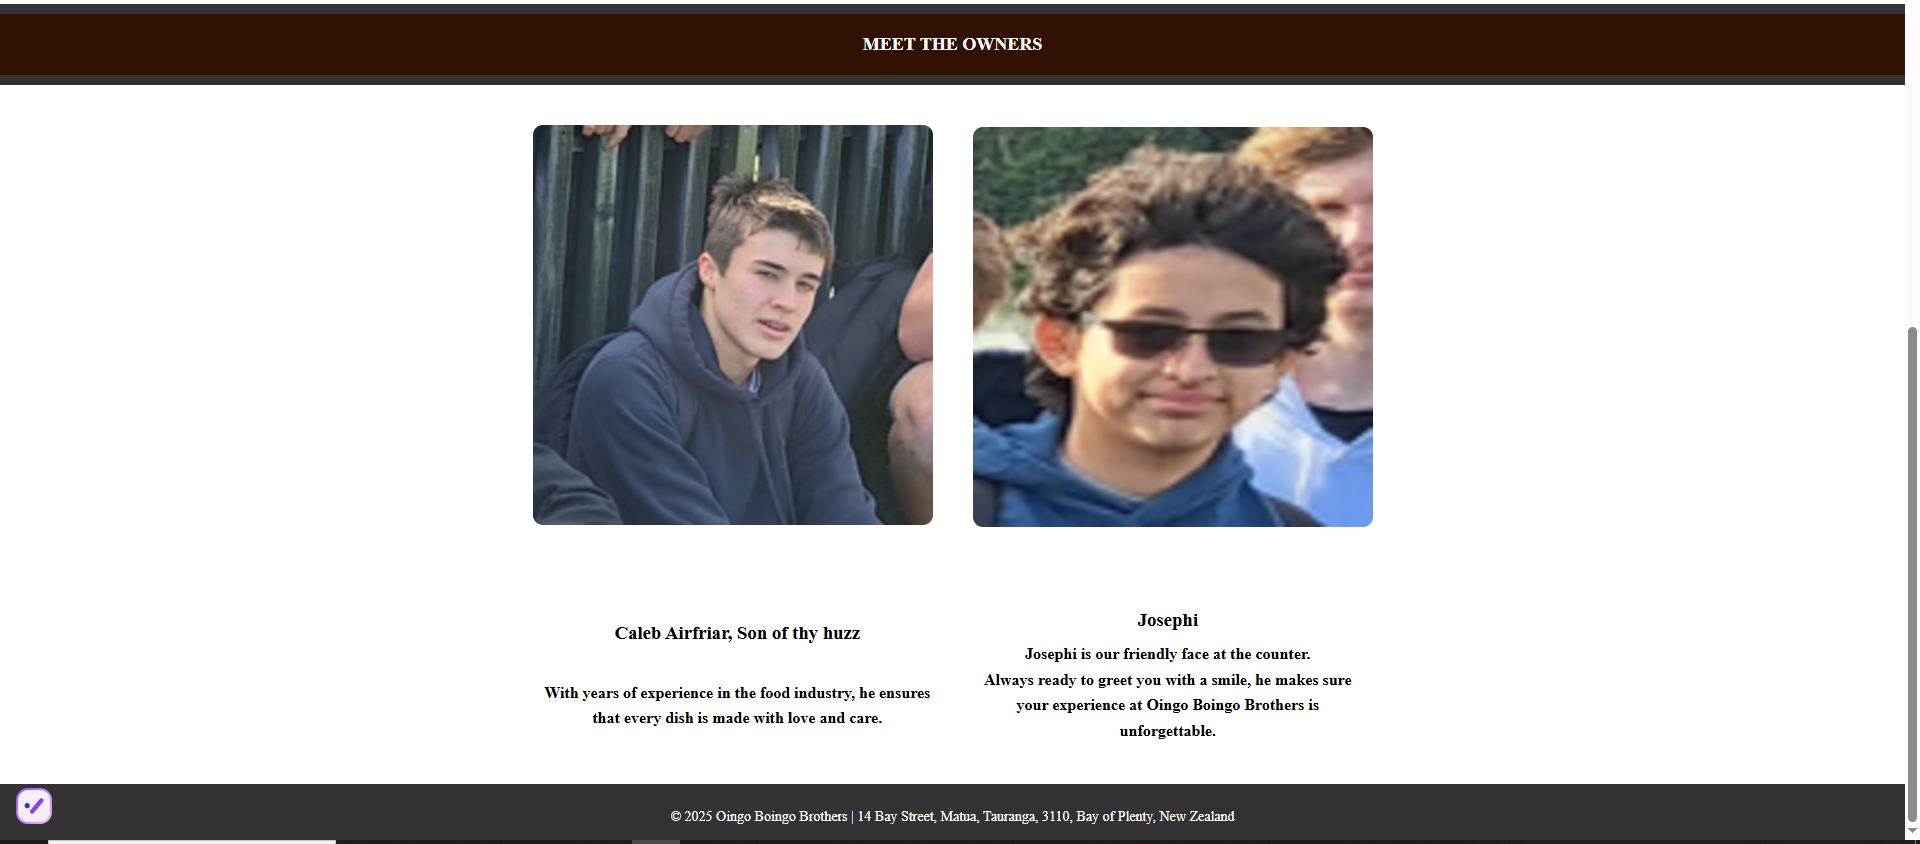 MEET THE OWNERS
Caleb Airfriar, Son of thy huzz
With years of experience in the food industry, he ensures
that every dish is made with love and care.
Josephi
Josephi is our friendly face at the counter.
Always ready to greet you with a smile, he makes sure
your experience at Oingo Boingo Brothers is
unforgettable.
© 2025 Oingo Boingo Brothers | 14 Bay Street, Matua, Tauranga, 3110, Bay of Plenty, New Zealand